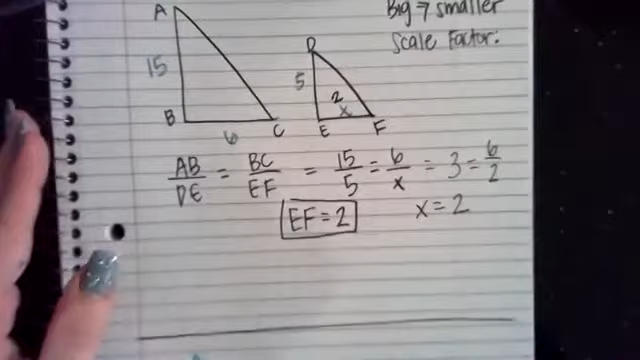 Big → smaller
Scale Factor:
A
15
B
6
C
D
5
2
x
E
F
AB/DE = BC/EF = 15/5 = 6/x = 3 = 6/2
EF = 2
x = 2